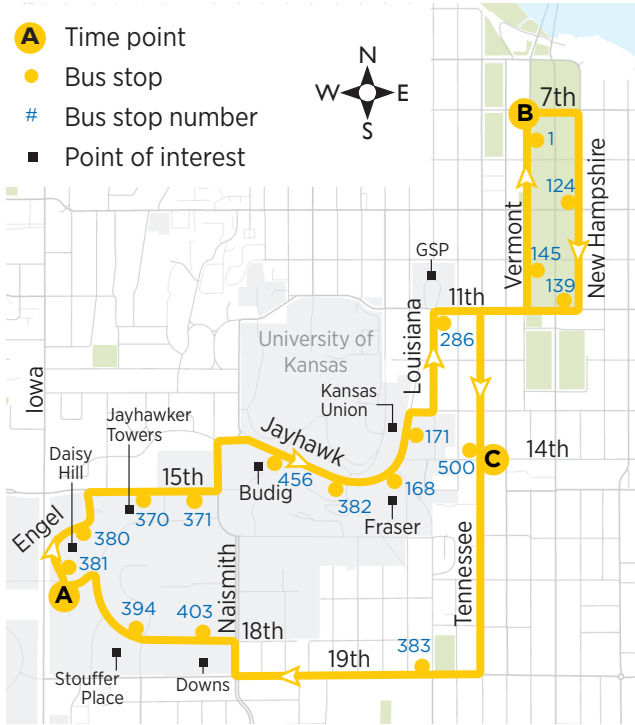 A Time point
Bus stop
# Bus stop number
Point of interest
N
W E
S
B
7th
1
124
New Hampshire
Vermont
145
139
GSP
11th
286
University of
Kansas
Louisiana
Iowa
Kansas
Union
Jayhawker
Towers
Jayhawk
171
14th
Daisy
Hill
15th
456
Budig
382
168
500
C
Fraser
Engel
370
371
380
381
A
Naismith
Tennessee
394
403
18th
383
19th
Stouffer
Place
Downs